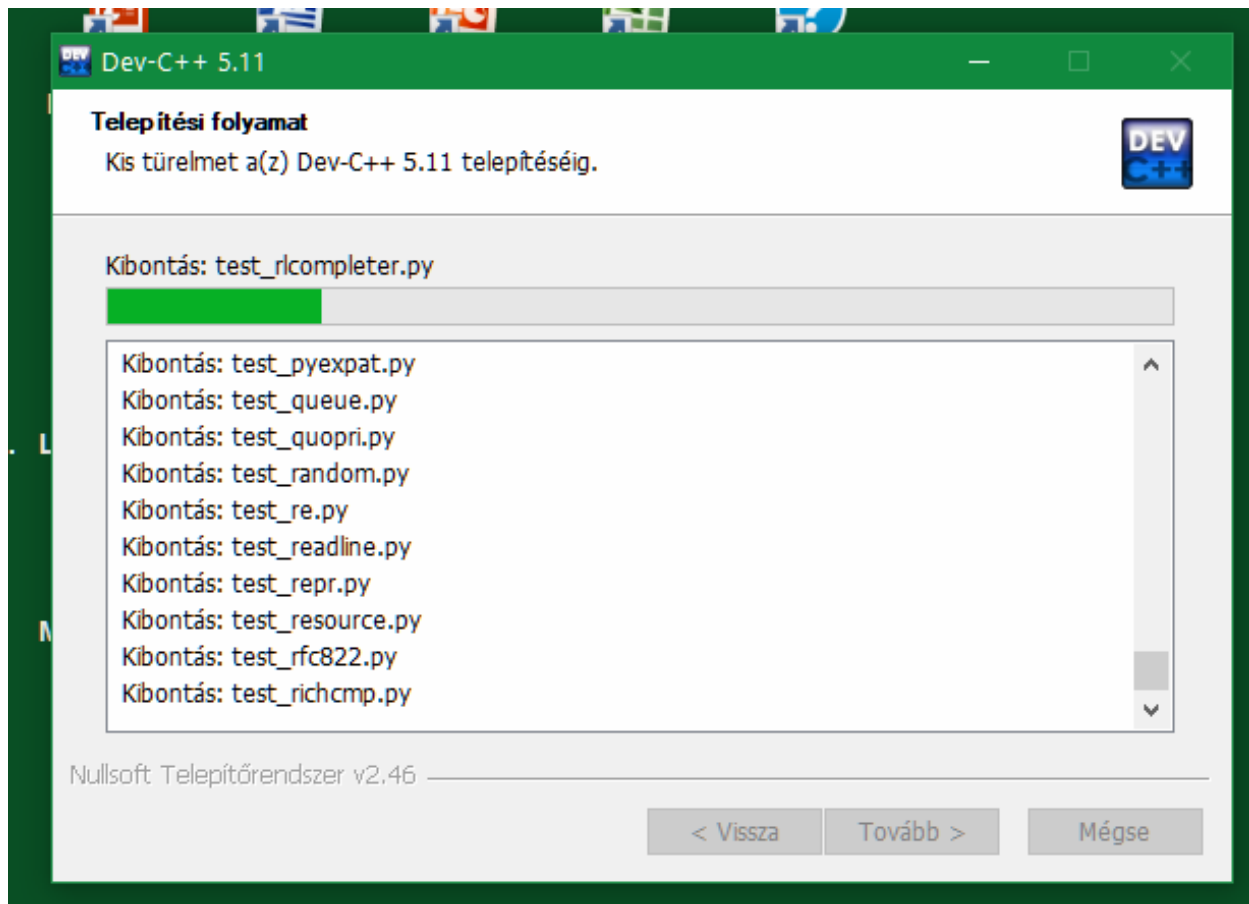 Dev-C++ 5.11
Telepítési folyamat
Kis türelmet a(z) Dev-C++ 5.11 telepítéséig.
DEV
C++
Kibontás: test_rlcompleter.py
Kibontás: test_pyexpat.py
Kibontás: test_queue.py
Kibontás: test_quopri.py
Kibontás: test_random.py
Kibontás: test_re.py
Kibontás: test_readline.py
Kibontás: test_repr.py
Kibontás: test_resource.py
Kibontás: test_rfc822.py
Kibontás: test_richcmp.py
Nullsoft Telepítőrendszer v2.46
< Vissza
Tovább >
Mégse